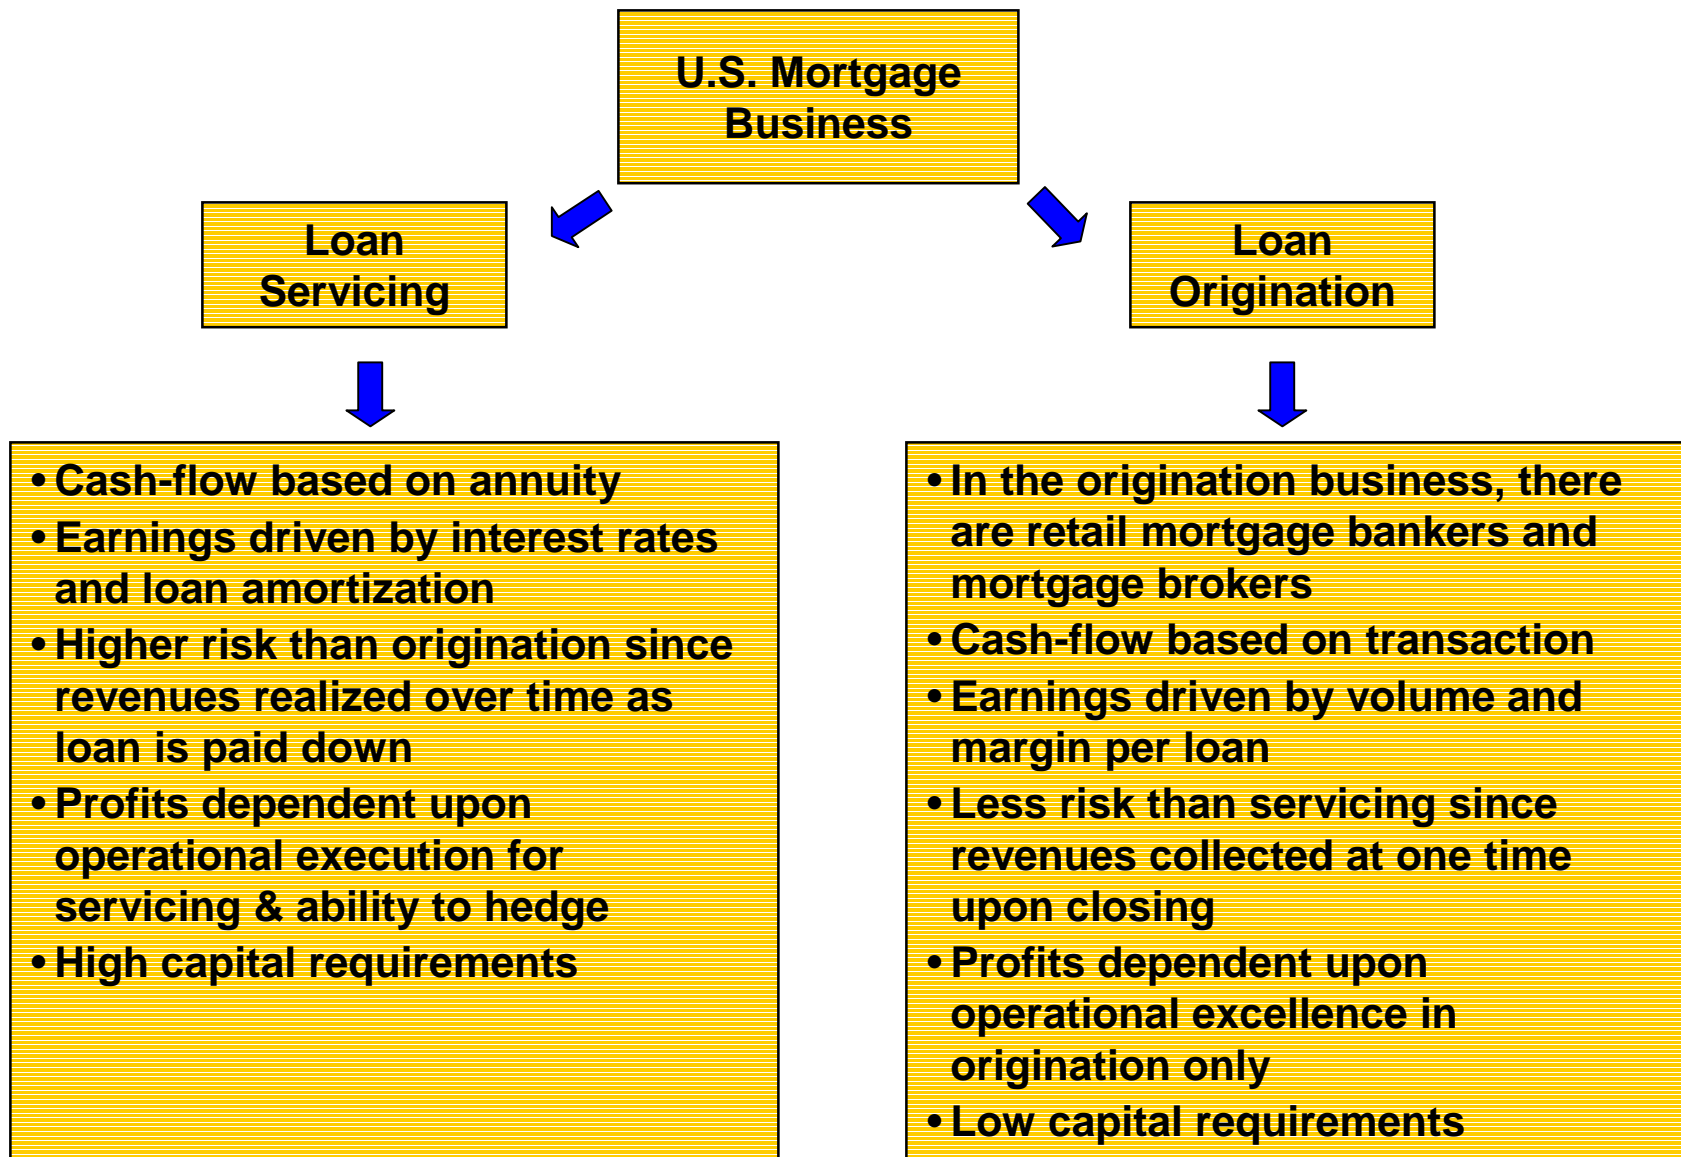 U.S. Mortgage
Business
Loan
Servicing
Loan
Origination
• Cash-flow based on annuity
• Earnings driven by interest rates
and loan amortization
• Higher risk than origination since
revenues realized over time as
loan is paid down
• Profits dependent upon
operational execution for
servicing & ability to hedge
• High capital requirements
• In the origination business, there
are retail mortgage bankers and
mortgage brokers
• Cash-flow based on transaction
• Earnings driven by volume and
margin per loan
• Less risk than servicing since
revenues collected at one time
upon closing
• Profits dependent upon
operational excellence in
origination only
• Low capital requirements